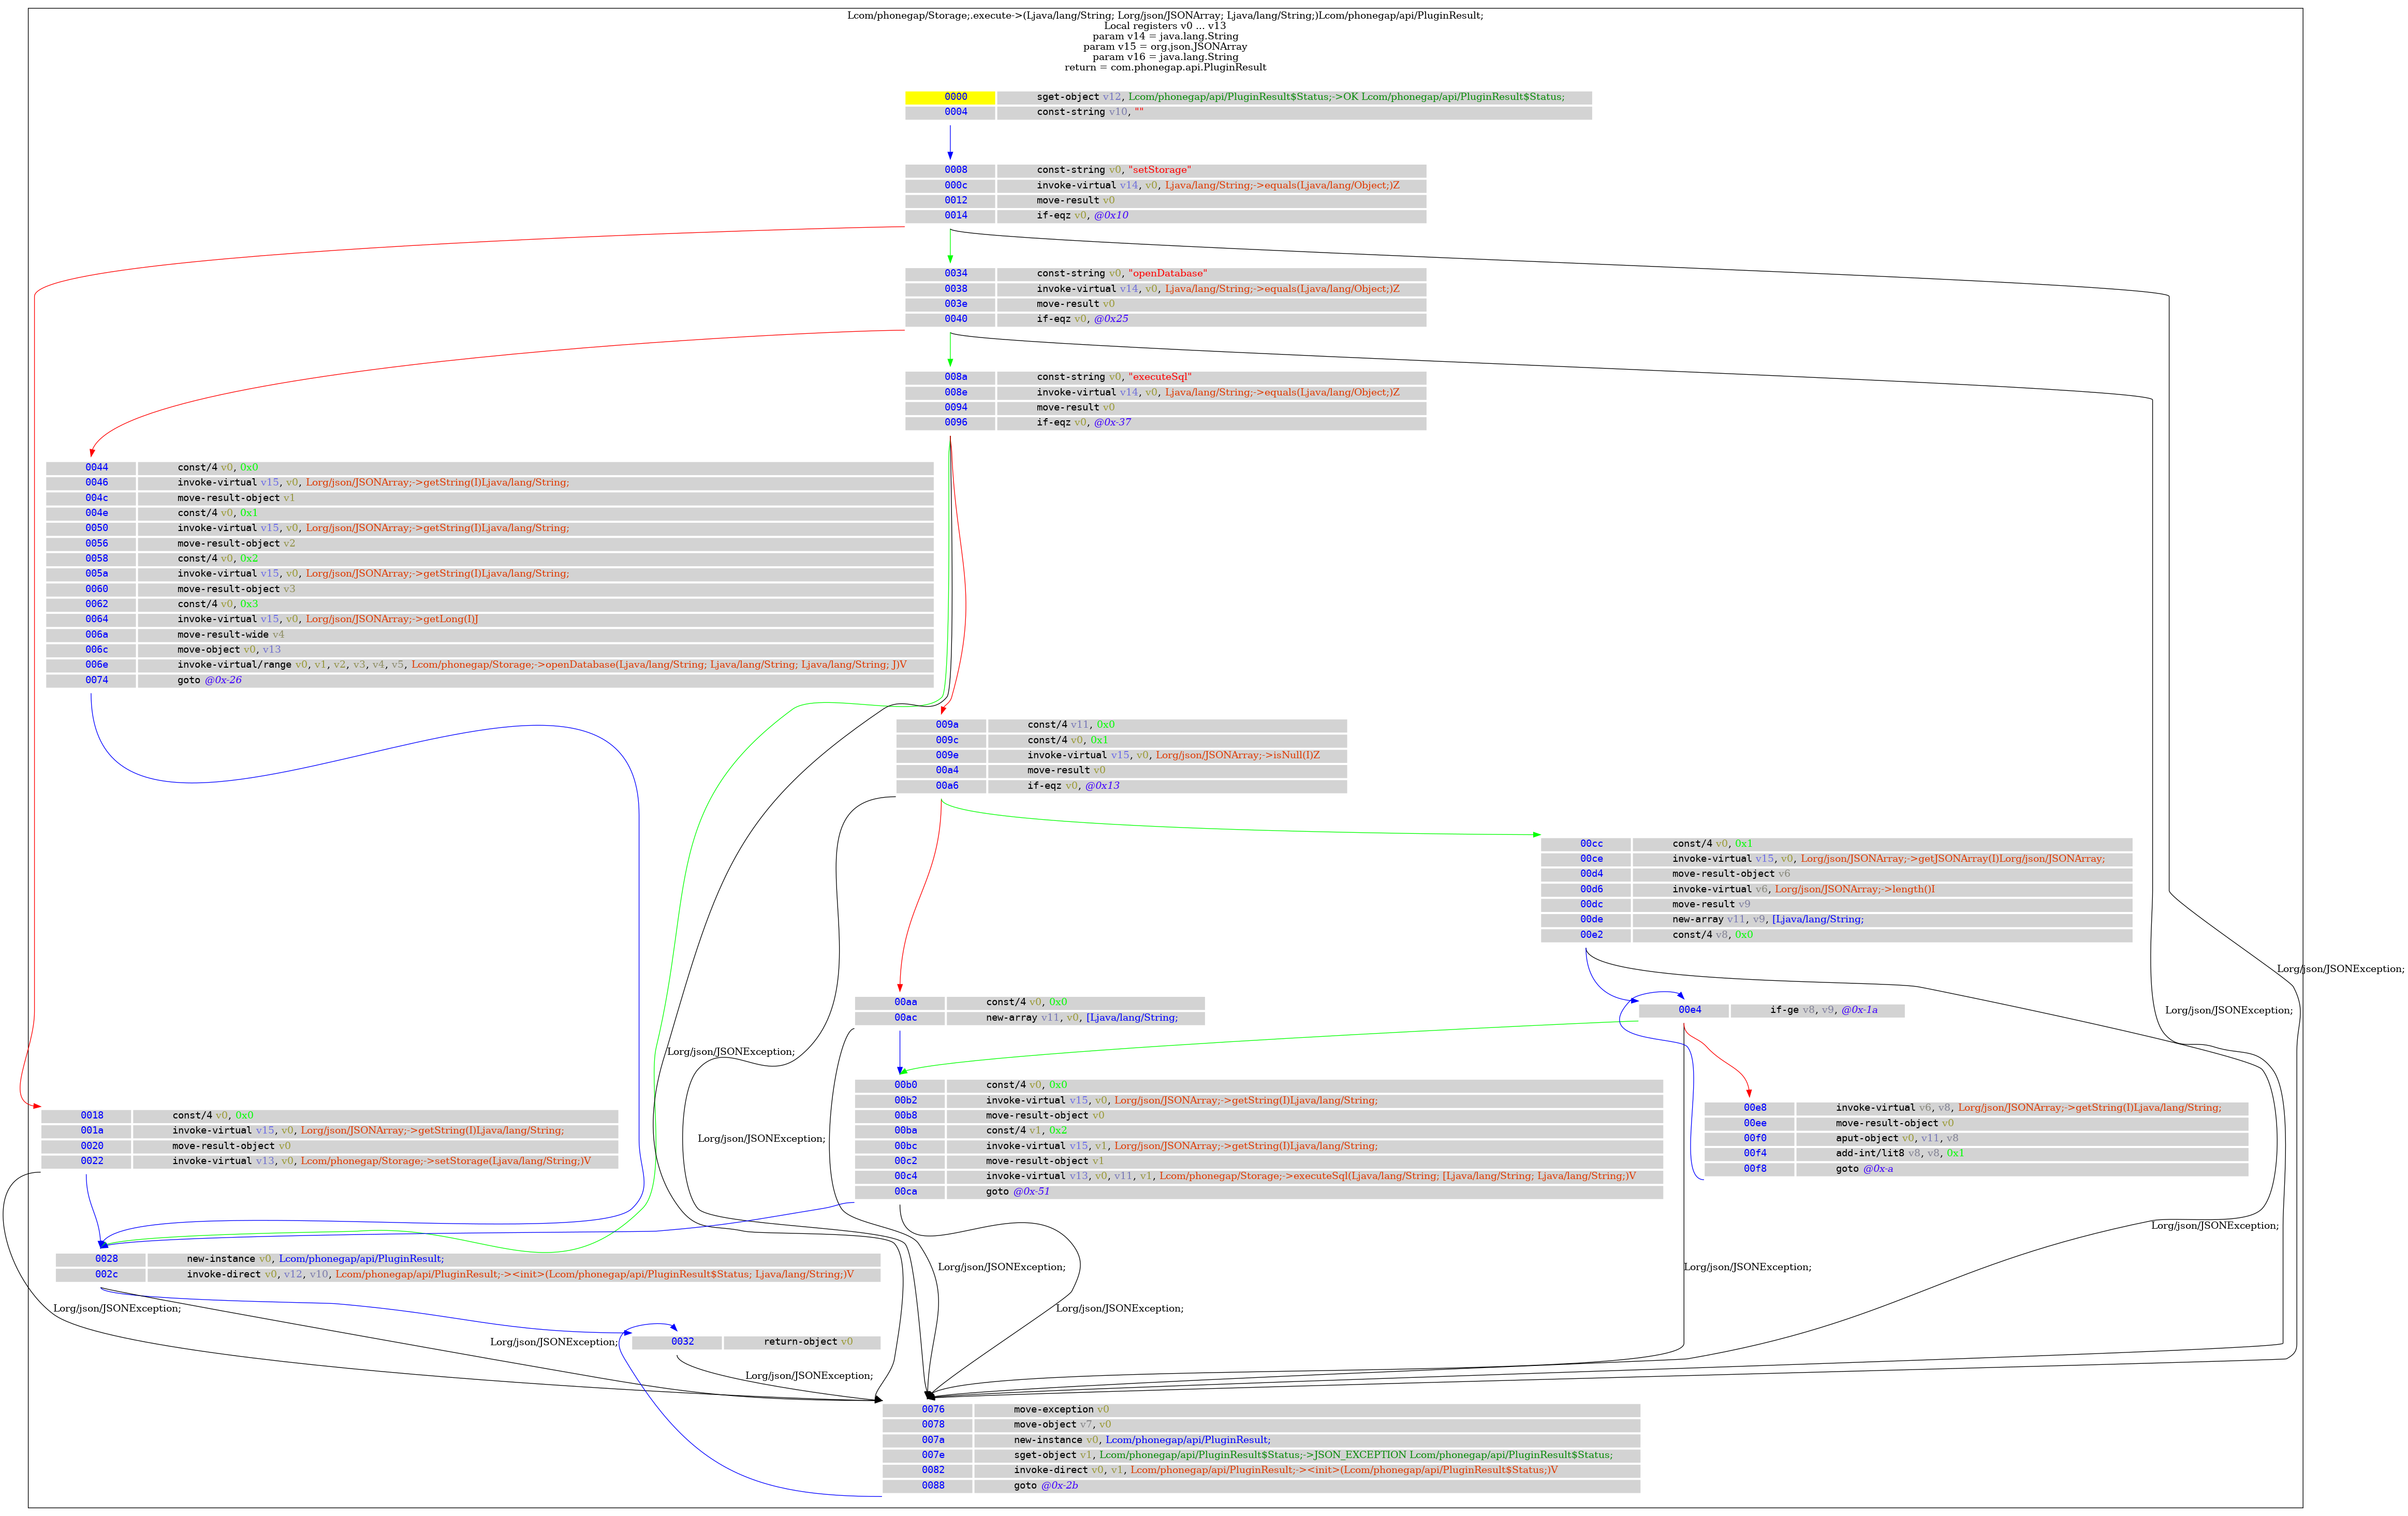 Lcom/phonegap/Storage;.execute->(Ljava/lang/String; Lorg/json/JSONArray; Ljava/lang/String;)Lcom/phonegap/api/PluginResult;
Local registers v0 ... v13
param v14 = java.lang.String
param v15 = org.json.JSONArray
param v16 = java.lang.String
return = com.phonegap.api.PluginResult
0000 sget-object v12, Lcom/phonegap/api/PluginResult$Status;->OK Lcom/phonegap/api/PluginResult$Status;
0004 const-string v10, ""
0008 const-string v0, "setStorage"
000c invoke-virtual v14, v0, Ljava/lang/String;->equals(Ljava/lang/Object;)Z
0012 move-result v0
0014 if-eqz v0, @0x10
0034 const-string v0, "openDatabase"
0038 invoke-virtual v14, v0, Ljava/lang/String;->equals(Ljava/lang/Object;)Z
003e move-result v0
0040 if-eqz v0, @0x25
008a const-string v0, "executeSql"
008e invoke-virtual v14, v0, Ljava/lang/String;->equals(Ljava/lang/Object;)Z
0094 move-result v0
0096 if-eqz v0, @0x-37
0044 const/4 v0, 0x0
0046 invoke-virtual v15, v0, Lorg/json/JSONArray;->getString(I)Ljava/lang/String;
004c move-result-object v1
004e const/4 v0, 0x1
0050 invoke-virtual v15, v0, Lorg/json/JSONArray;->getString(I)Ljava/lang/String;
0056 move-result-object v2
0058 const/4 v0, 0x2
005a invoke-virtual v15, v0, Lorg/json/JSONArray;->getString(I)Ljava/lang/String;
0060 move-result-object v3
0062 const/4 v0, 0x3
0064 invoke-virtual v15, v0, Lorg/json/JSONArray;->getLong(I)J
006a move-result-wide v4
006c move-object v0, v13
006e invoke-virtual/range v0, v1, v2, v3, v4, v5, Lcom/phonegap/Storage;->openDatabase(Ljava/lang/String; Ljava/lang/String; Ljava/lang/String; J)V
0074 goto @0x-26
009a const/4 v11, 0x0
009c const/4 v0, 0x1
009e invoke-virtual v15, v0, Lorg/json/JSONArray;->isNull(I)Z
00a4 move-result v0
00a6 if-eqz v0, @0x13
00cc const/4 v0, 0x1
00ce invoke-virtual v15, v0, Lorg/json/JSONArray;->getJSONArray(I)Lorg/json/JSONArray;
00d4 move-result-object v6
00d6 invoke-virtual v6, Lorg/json/JSONArray;->length()I
00dc move-result v9
00de new-array v11, v9, [Ljava/lang/String;
00e2 const/4 v8, 0x0
Lorg/json/JSONException;
00aa const/4 v0, 0x0
00ac new-array v11, v0, [Ljava/lang/String;
00e4 if-ge v8, v9, @0x-1a
Lorg/json/JSONException;
Lorg/json/JSONException;
00b0 const/4 v0, 0x0
00b2 invoke-virtual v15, v0, Lorg/json/JSONArray;->getString(I)Ljava/lang/String;
00b8 move-result-object v0
00ba const/4 v1, 0x2
00bc invoke-virtual v15, v1, Lorg/json/JSONArray;->getString(I)Ljava/lang/String;
00c2 move-result-object v1
00c4 invoke-virtual v13, v0, v11, v1, Lcom/phonegap/Storage;->executeSql(Ljava/lang/String; [Ljava/lang/String; Ljava/lang/String;)V
00ca goto @0x-51
00e8 invoke-virtual v6, v8, Lorg/json/JSONArray;->getString(I)Ljava/lang/String;
00ee move-result-object v0
00f0 aput-object v0, v11, v8
00f4 add-int/lit8 v8, v8, 0x1
00f8 goto @0x-a
0018 const/4 v0, 0x0
001a invoke-virtual v15, v0, Lorg/json/JSONArray;->getString(I)Ljava/lang/String;
0020 move-result-object v0
0022 invoke-virtual v13, v0, Lcom/phonegap/Storage;->setStorage(Ljava/lang/String;)V
Lorg/json/JSONException;
Lorg/json/JSONException;
0028 new-instance v0, Lcom/phonegap/api/PluginResult;
002c invoke-direct v0, v12, v10, Lcom/phonegap/api/PluginResult;-><init>(Lcom/phonegap/api/PluginResult$Status; Ljava/lang/String;)V
Lorg/json/JSONException;
Lorg/json/JSONException;
Lorg/json/JSONException;
Lorg/json/JSONException;
Lorg/json/JSONException;
0032 return-object v0
Lorg/json/JSONException;
0076 move-exception v0
0078 move-object v7, v0
007a new-instance v0, Lcom/phonegap/api/PluginResult;
007e sget-object v1, Lcom/phonegap/api/PluginResult$Status;->JSON_EXCEPTION Lcom/phonegap/api/PluginResult$Status;
0082 invoke-direct v0, v1, Lcom/phonegap/api/PluginResult;-><init>(Lcom/phonegap/api/PluginResult$Status;)V
0088 goto @0x-2b